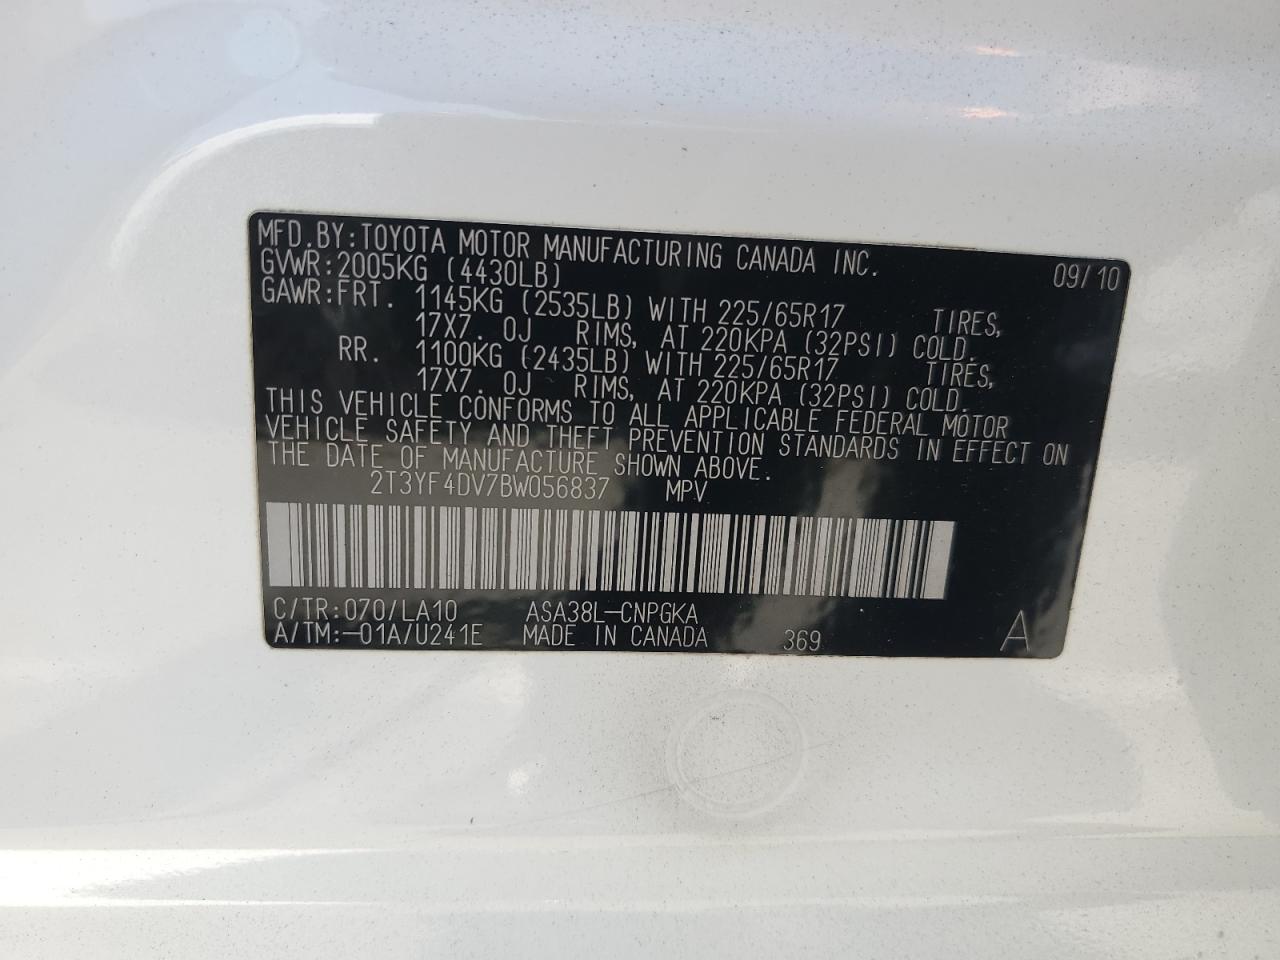 MFD.BY:TOYOTA MOTOR MANUFACTURING CANADA INC.
GVWR:2005KG (4430LB) 09/10
GAWR:FRT. 1145KG (2535LB) WITH 225/65R17 TIRES,
17X7. 0J RIMS, AT 220KPA (32PSI) COLD.
RR. 1100KG (2435LB) WITH 225/65R17 TIRES,
17X7. 0J RIMS, AT 220KPA (32PSI) COLD.
THIS VEHICLE CONFORMS TO ALL APPLICABLE FEDERAL MOTOR
VEHICLE SAFETY AND THEFT PREVENTION STANDARDS IN EFFECT ON
THE DATE OF MANUFACTURE SHOWN ABOVE.
2T3YF4DV7BW056837 MPV
C/TR:070/LA10 ASA38L-CNPGKA
A/TM:-01A/U241E MADE IN CANADA 369 A